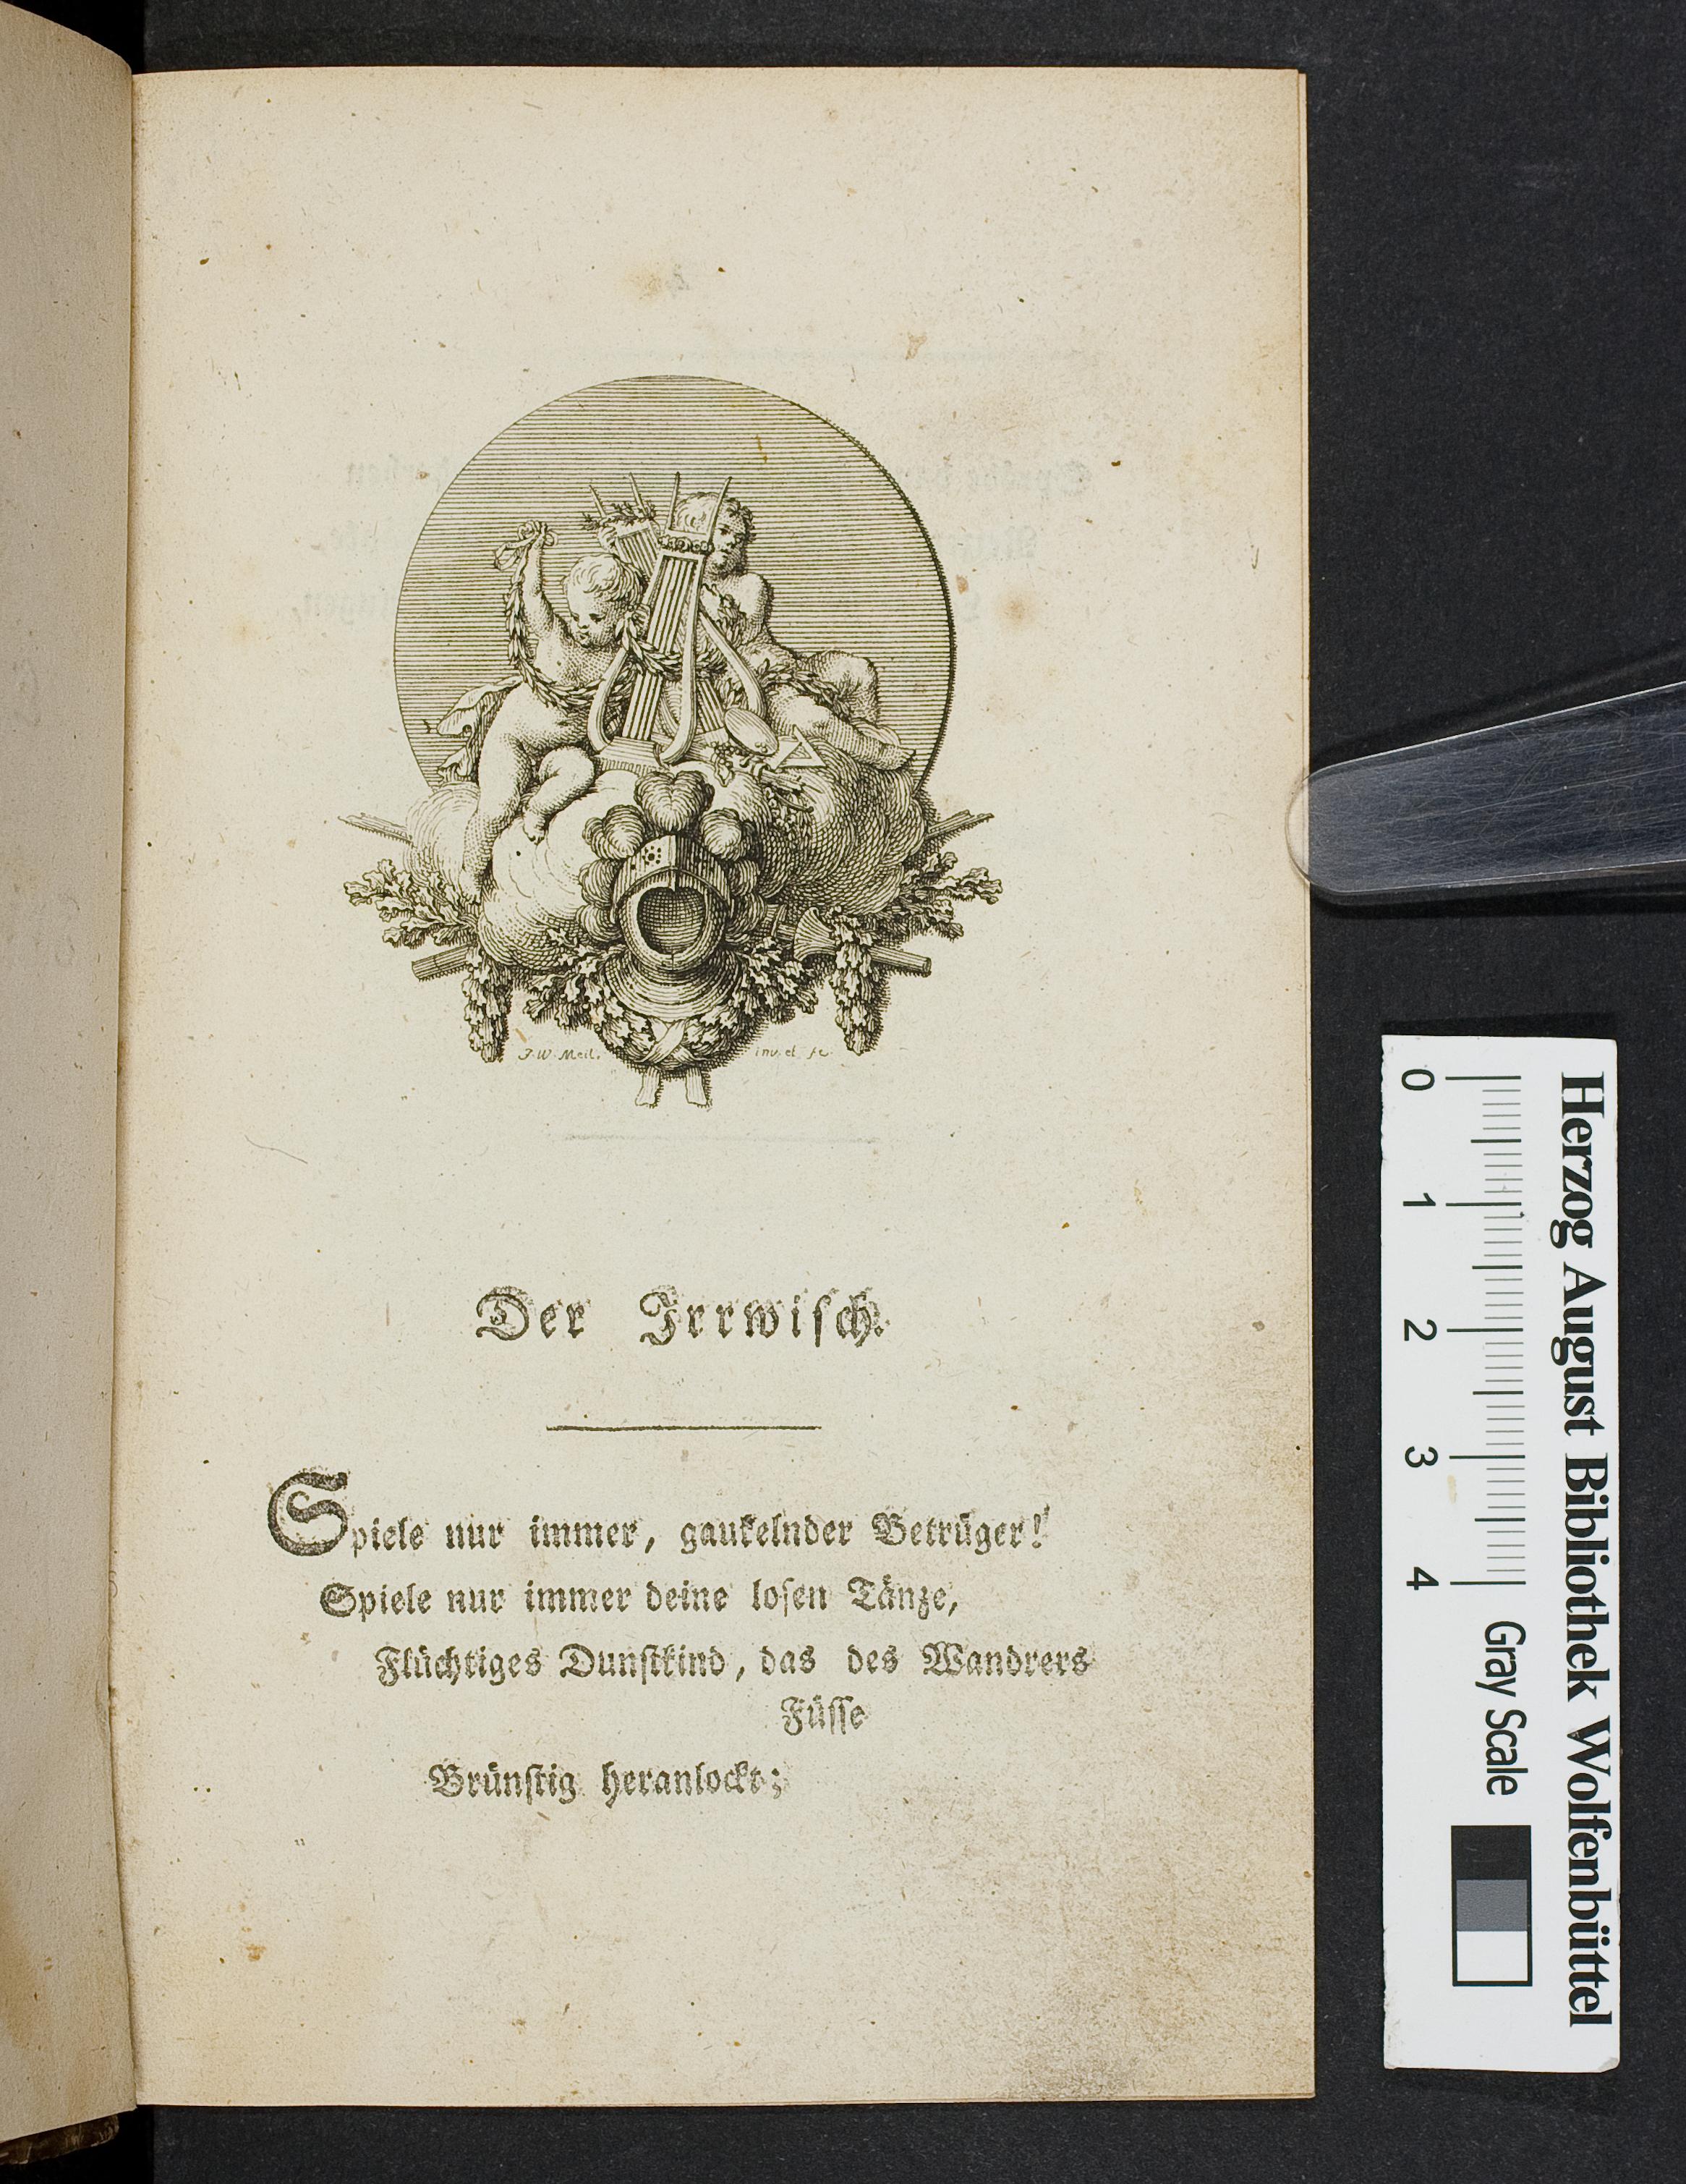 J. W. Meil.
inv. et fe.
Der Irrwisch.
Spiele nur immer, gaukelnder Betrüger!
Spiele nur immer deine losen Tänze,
Flüchtiges Dunstkind, das des Wandrers
Füsse
Brünstig heranlockt;
Herzog August Bibliothek Wolfenbüttel
0 1 2 3 4 Gray Scale